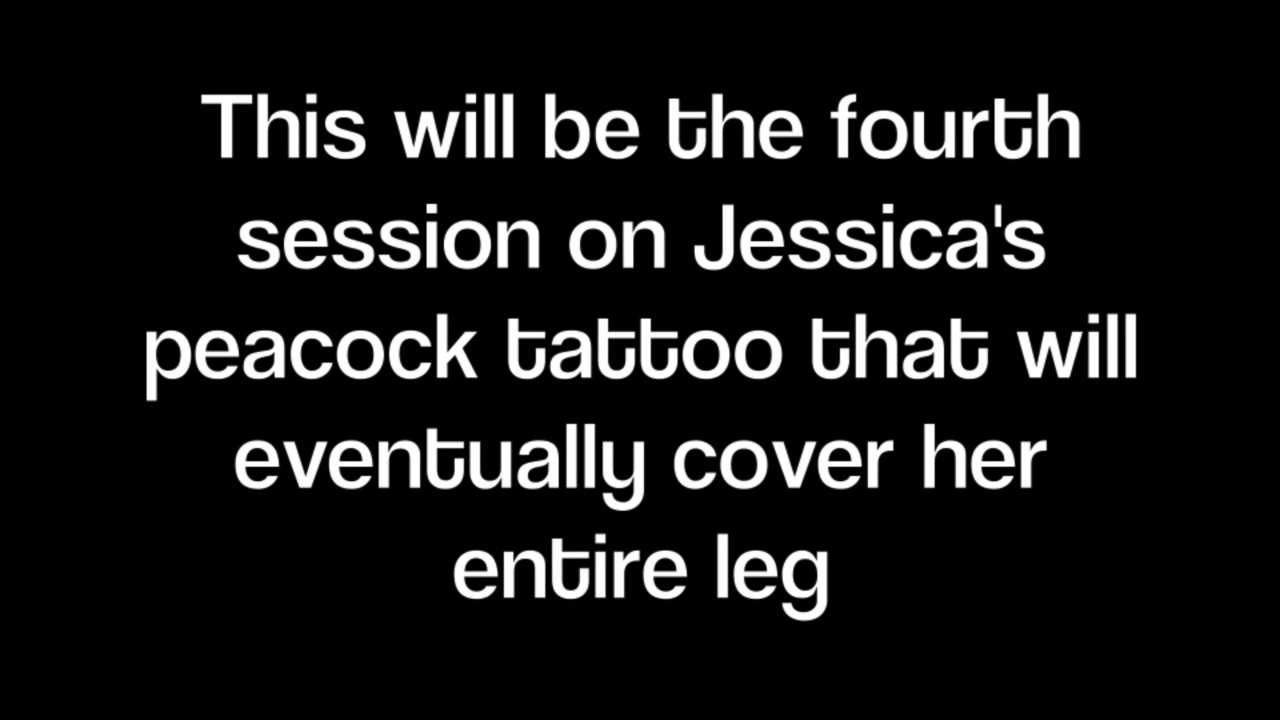 This will be the fourth
session on Jessica's
peacock tattoo that will
eventually cover her
entire leg